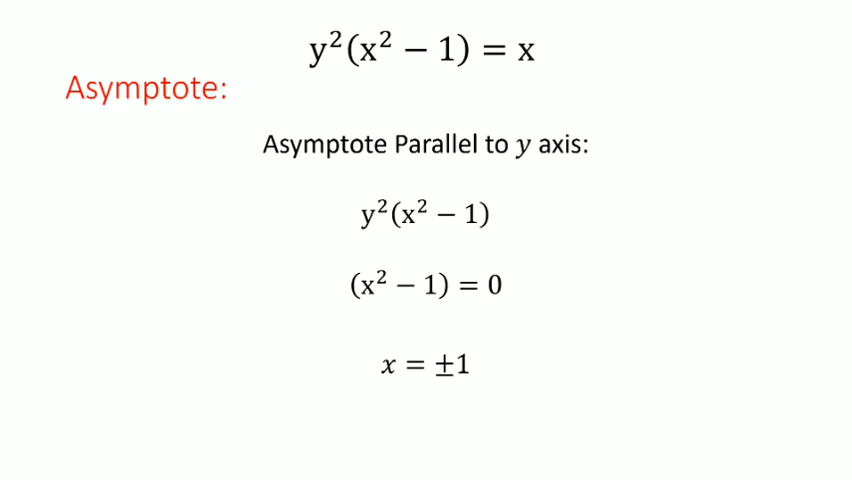 y²(x² − 1) = x
Asymptote:
Asymptote Parallel to y axis:
y²(x² − 1)
(x² − 1) = 0
x = ±1